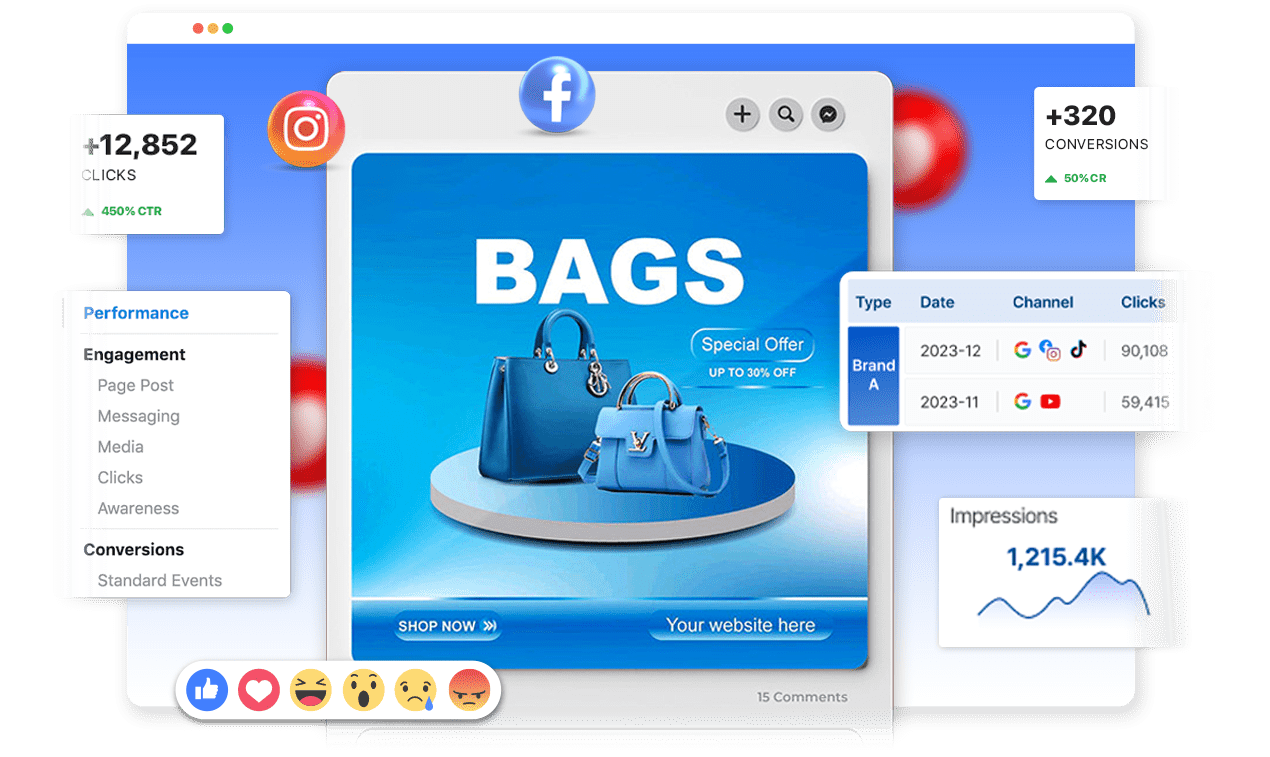 +12,852
CLICKS
450% CTR
+320
CONVERSIONS
50%CR
BAGS
Special Offer
UP TO 30% OFF
SHOP NOW
Your website here
15 Comments
Performance
Engagement
Page Post
Messaging
Media
Clicks
Awareness
Conversions
Standard Events
Type Date Channel Clicks
Brand
A
2023-12 90,108
2023-11 59,415
Impressions
1,215.4K